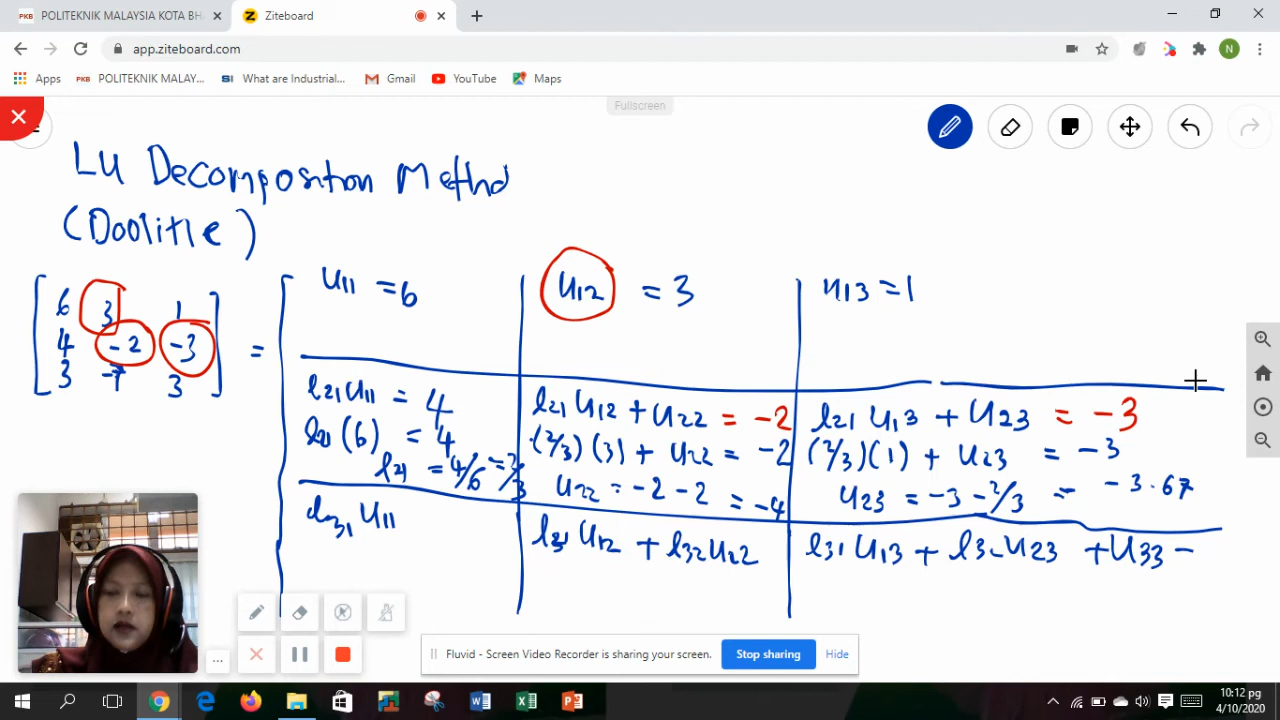 POLITEKNIK MALAYSIA KOTA BH
Ziteboard
app.ziteboard.com
N
Apps
POLITEKNIK MALAY...
What are Industrial...
Gmail
YouTube
Maps
Fullscreen
LU Decomposition Method
(Doolitle)
6 3 1
4 -2 -3
3 -7 3
=
u11 = 6
u12 = 3
u13 = 1
l21 u11 = 4
l21 (6) = 4
l21 = 4/6 = 2/3
l21 u12 + u22 = -2
(2/3)(3) + u22 = -2
u22 = -2 - 2 = -4
l21 u13 + u23 = -3
(2/3)(1) + u23 = -3
u23 = -3 - 2/3 = -3.67
l31 u11
l31 u12 + l32 u22
l31 u13 + l32 u23 + u33 -
Fluvid - Screen Video Recorder is sharing your screen.
Stop sharing
Hide
10:12 pg
4/10/2020